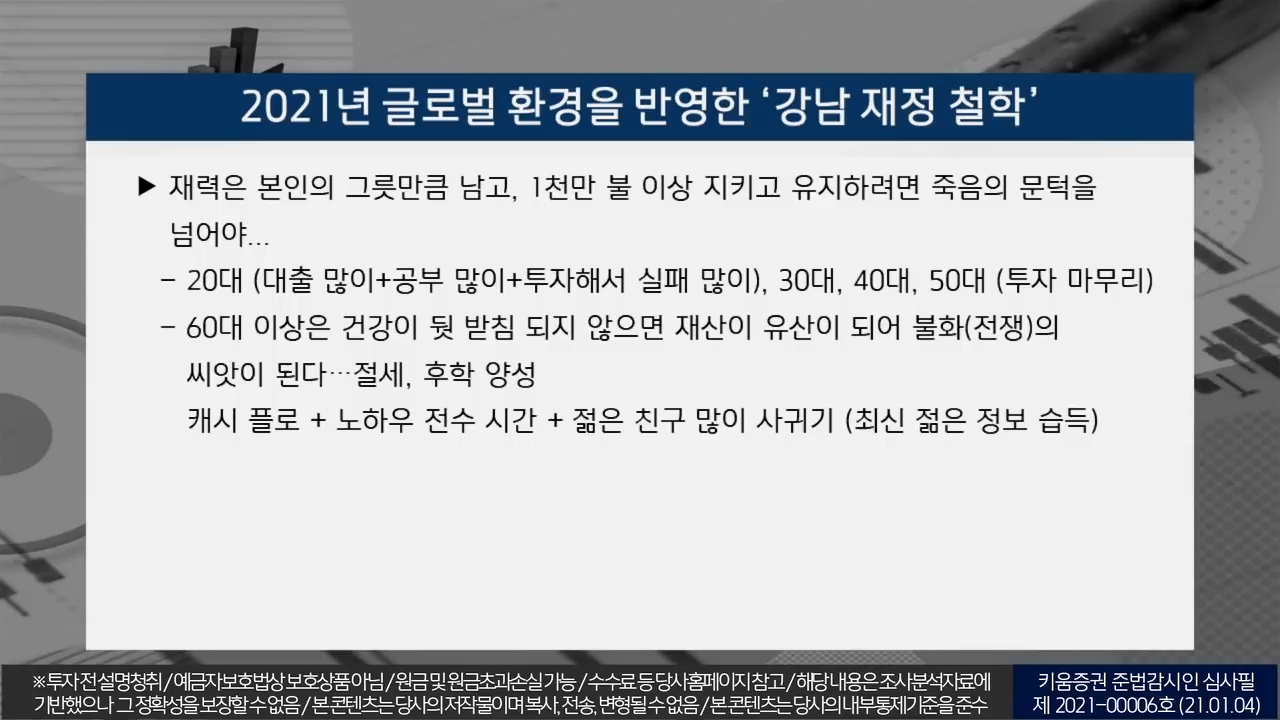 2021년 글로벌 환경을 반영한 ‘강남 재정 철학’
▶ 재력은 본인의 그릇만큼 남고, 1천만 불 이상 지키고 유지하려면 죽음의 문턱을
넘어야...
- 20대 (대출 많이+공부 많이+투자해서 실패 많이), 30대, 40대, 50대 (투자 마무리)
- 60대 이상은 건강이 뒷 받침 되지 않으면 재산이 유산이 되어 불화(전쟁)의
씨앗이 된다…절세, 후학 양성
캐시 플로 + 노하우 전수 시간 + 젊은 친구 많이 사귀기 (최신 젊은 정보 습득)
※ 투자 전 설명청취 / 예금자보호법상 보호상품 아님 / 원금 및 원금초과손실 가능 / 수수료 등 당사홈페이지 참고 / 해당 내용은 조사분석자료에
기반했으나 그 정확성을 보장할 수 없음 / 본 콘텐츠는 당사의 저작물이며 복사, 전송, 변형될 수 없음 / 본 콘텐츠는 당사의 내부통제기준을 준수
키움증권 준법감시인 심사필
제 2021-00006호 (21.01.04)